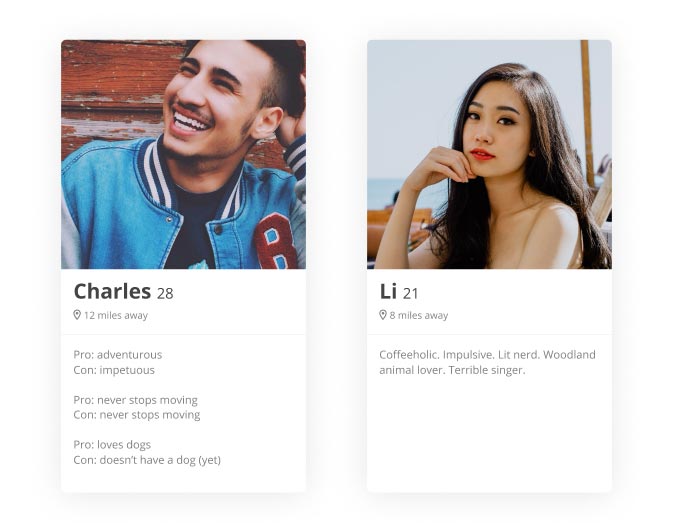 B
Charles 28
12 miles away
Pro: adventurous
Con: impetuous
Pro: never stops moving
Con: never stops moving
Pro: loves dogs
Con: doesn’t have a dog (yet)
Li 21
8 miles away
Coffeeholic. Impulsive. Lit nerd. Woodland
animal lover. Terrible singer.